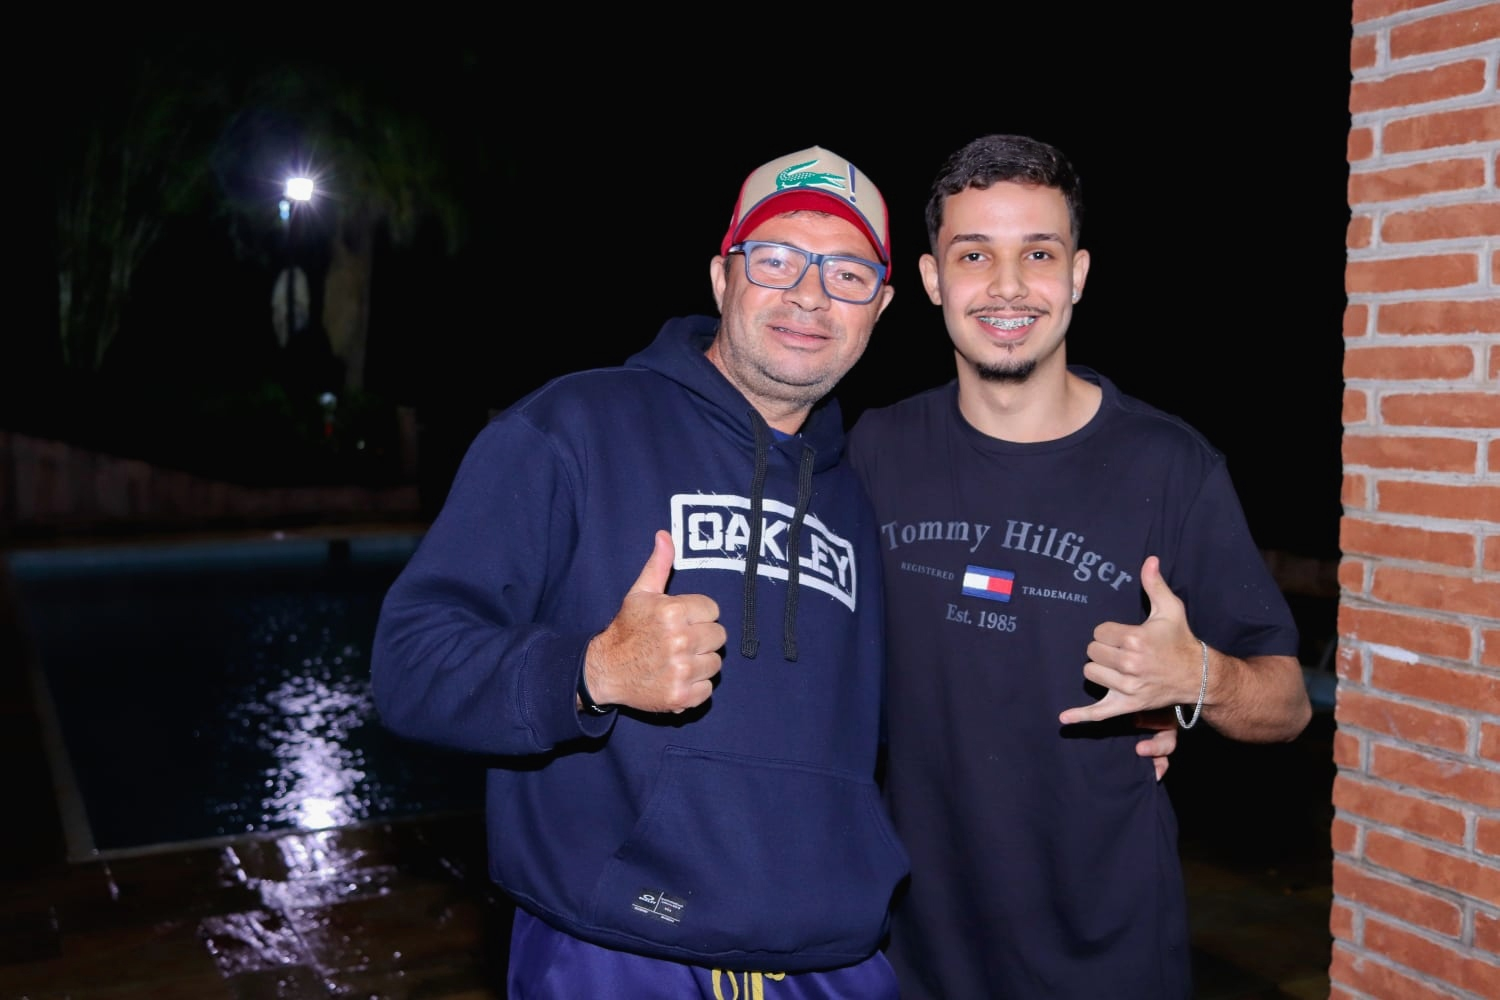 OAKLEY
Tommy Hilfiger
REGISTERED TRADEMARK
Est. 1985